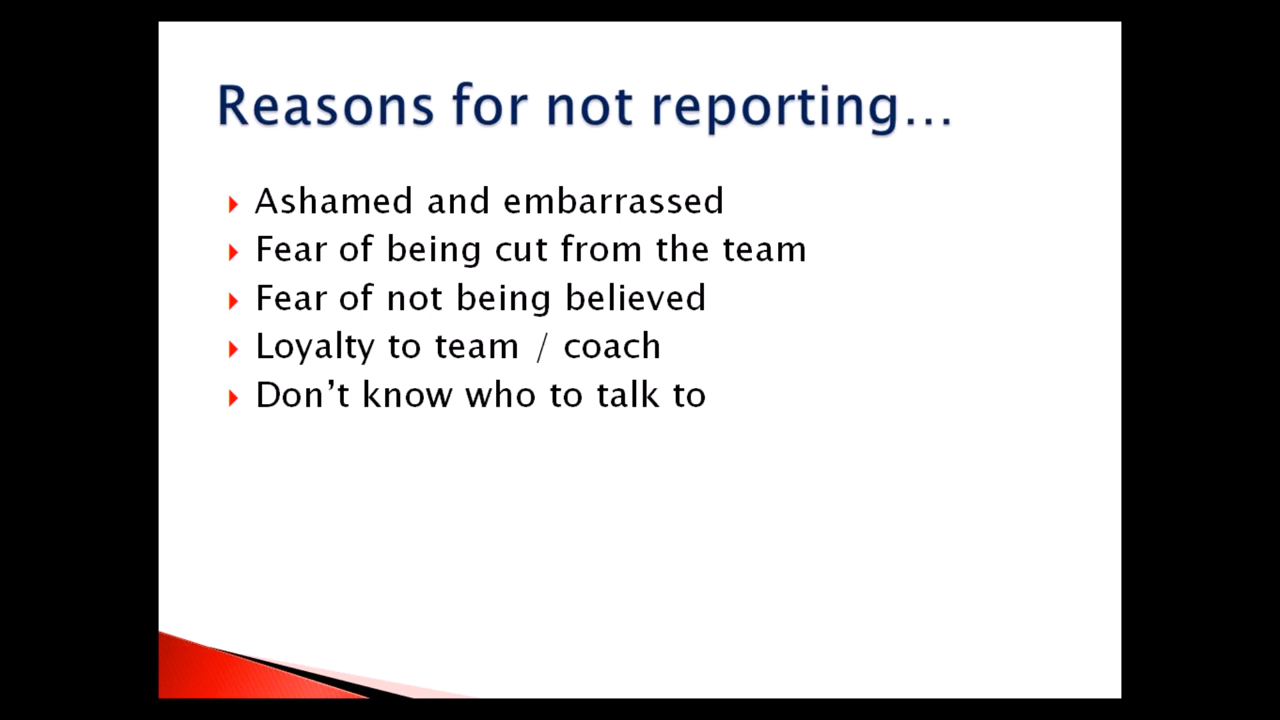 Reasons for not reporting...
Ashamed and embarrassed
Fear of being cut from the team
Fear of not being believed
Loyalty to team / coach
Don’t know who to talk to